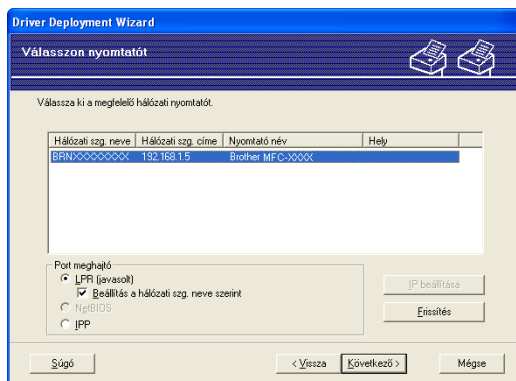 Driver Deployment Wizard
Válasszon nyomtatót
Válassza ki a megfelelő hálózati nyomtatót.
Hálózati szg. neve Hálózati szg. címe Nyomtató név Hely
BRNXXXXXXXX 192.168.1.5 Brother MFC-XXXX
Port meghajtó
LPR (javasolt)
Beállítás a hálózati szg. neve szerint
NetBIOS
IPP
IP beállítása
Frissítés
Súgó < Vissza Következő > Mégse